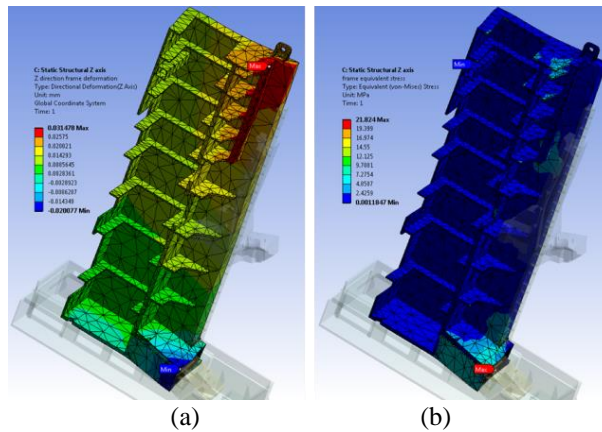 C: Static Structural Z axis
Z direction frame deformation
Type: Directional Deformation(Z Axis)
Unit: mm
Global Coordinate System
Time: 1
0.031478 Max
0.02575
0.020021
0.014293
0.0085645
0.0028361
-0.0028923
-0.0086207
-0.014349
-0.020077 Min
Max
Min
C: Static Structural Z axis
frame equivalent stress
Type: Equivalent (von-Mises) Stress
Unit: MPa
Time: 1
21.824 Max
19.399
16.974
14.55
12.125
9.7001
7.2754
4.8507
2.4259
0.0011847 Min
Min
Max
(a)
(b)